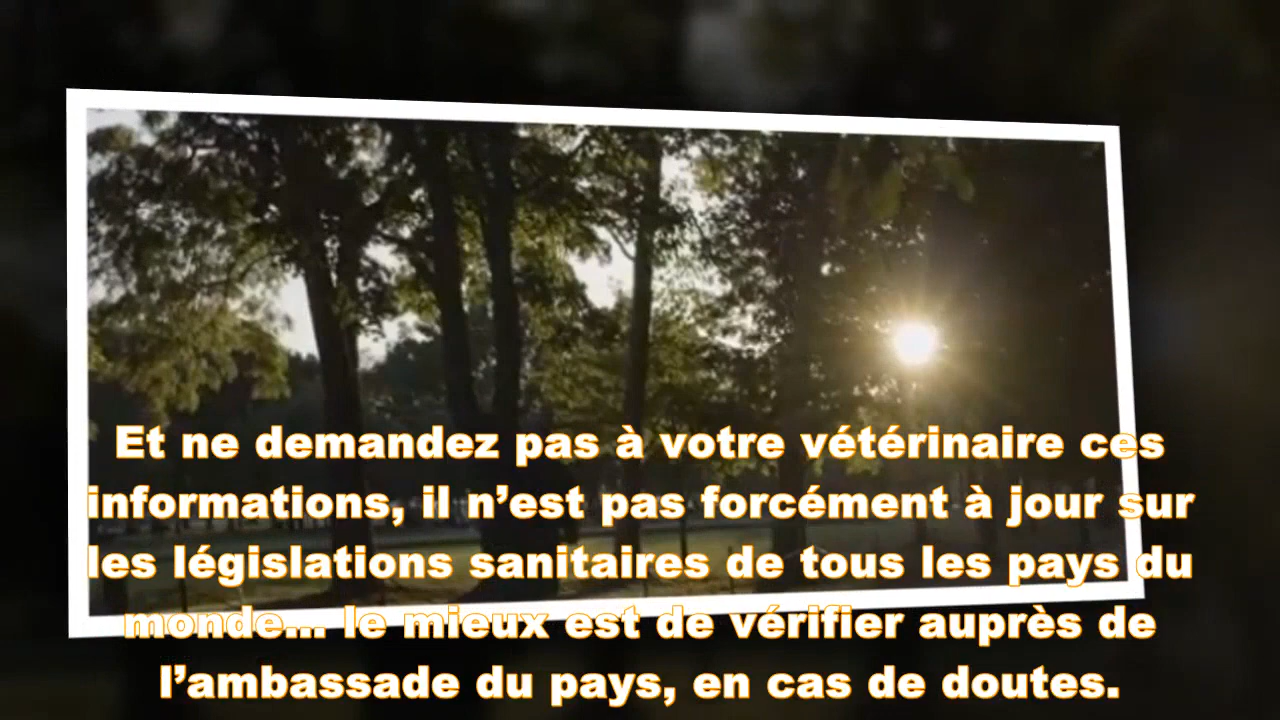 Et ne demandez pas à votre vétérinaire ces
informations, il n’est pas forcément à jour sur
les législations sanitaires de tous les pays du
monde... le mieux est de vérifier auprès de
l’ambassade du pays, en cas de doutes.